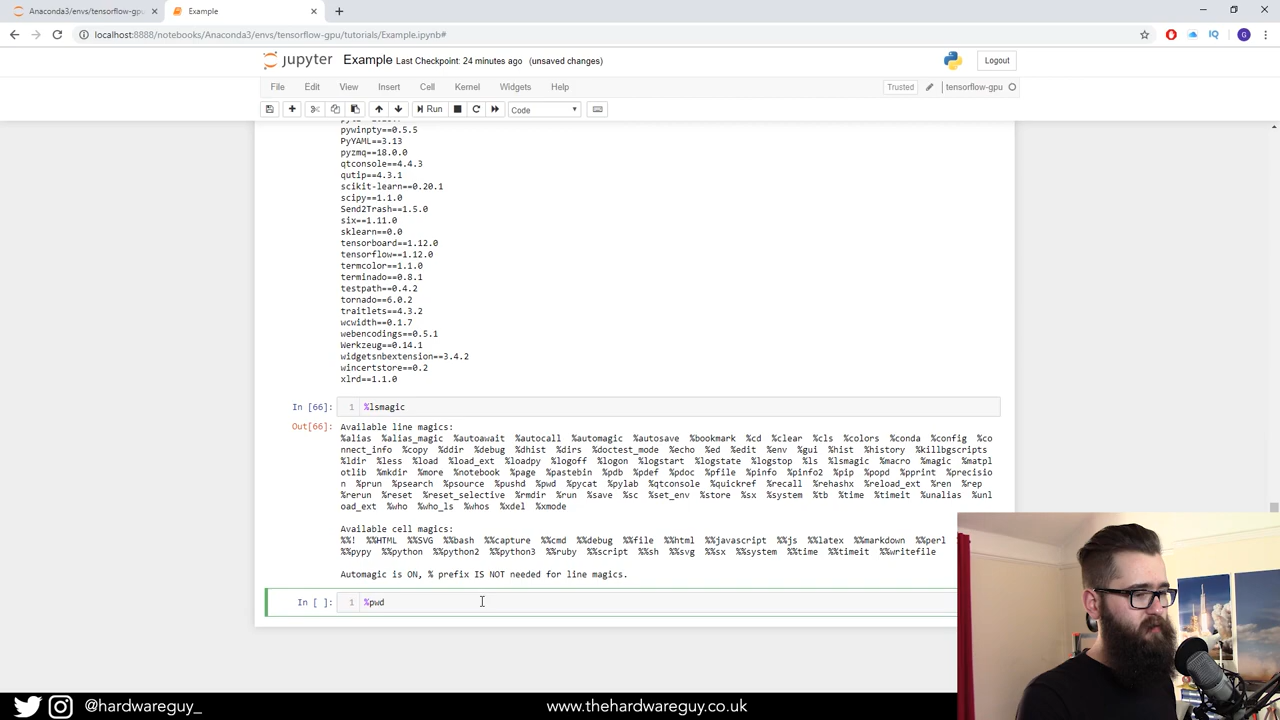 Anaconda3/envs/tensorflow-gpu/tutorials
Example
localhost:8888/notebooks/Anaconda3/envs/tensorflow-gpu/tutorials/Example.ipynb#
G
jupyter Example Last Checkpoint: 24 minutes ago (unsaved changes)
Logout
File Edit View Insert Cell Kernel Widgets Help
Trusted tensorflow-gpu
Run Code
pywinpty==0.5.5
PyYAML==3.13
pyzmq==18.0.0
qtconsole==4.4.3
qutip==4.3.1
scikit-learn==0.20.1
scipy==1.1.0
Send2Trash==1.5.0
six==1.11.0
sklearn==0.0
tensorboard==1.12.0
tensorflow==1.12.0
termcolor==1.1.0
terminado==0.8.1
testpath==0.4.2
tornado==6.0.2
traitlets==4.3.2
wcwidth==0.1.7
webencodings==0.5.1
Werkzeug==0.14.1
widgetsnbextension==3.4.2
wincertstore==0.2
xlrd==1.1.0
In [66]: 1 %lsmagic
Out[66]: Available line magics:
%alias %alias_magic %autoawait %autocall %automagic %autosave %bookmark %cd %clear %cls %colors %conda %config %co
nnect_info %copy %ddir %debug %dhist %dirs %doctest_mode %echo %ed %edit %env %gui %hist %history %killbgscripts
%ldir %less %load %load_ext %loadpy %logoff %logon %logstart %logstate %logstop %ls %lsmagic %macro %magic %matpl
otlib %mkdir %more %notebook %page %pastebin %pdb %pdef %pdoc %pfile %pinfo %pinfo2 %pip %popd %pprint %precisio
n %prun %psearch %psource %pushd %pwd %pycat %pylab %qtconsole %quickref %recall %rehashx %reload_ext %ren %rep
%rerun %reset %reset_selective %rmdir %run %save %sc %set_env %store %sx %system %tb %time %timeit %unalias %unl
oad_ext %who %who_ls %whos %xdel %xmode
Available cell magics:
%%! %%HTML %%SVG %%bash %%capture %%cmd %%debug %%file %%html %%javascript %%js %%latex %%markdown %%perl
%%pypy %%python %%python2 %%python3 %%ruby %%script %%sh %%svg %%sx %%system %%time %%timeit %%writefile
Automagic is ON, % prefix IS NOT needed for line magics.
In [ ]: 1 %pwd
@hardwareguy_
www.thehardwareguy.co.uk